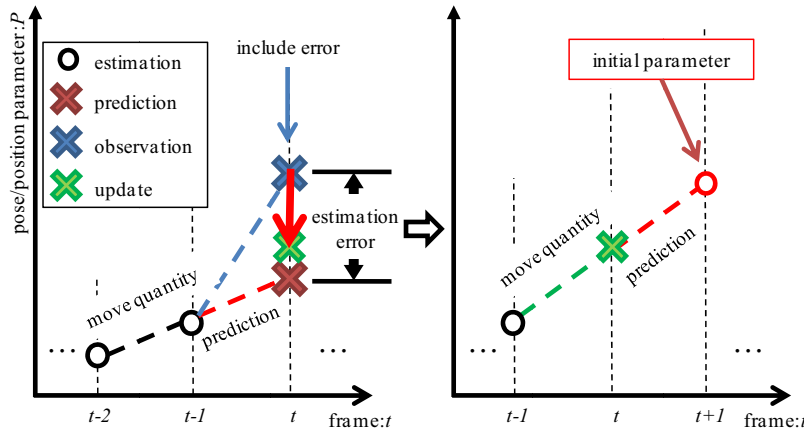 pose/position parameter:P
include error
estimation
prediction
observation
update
estimation
error
move quantity
prediction
...
...
t-2
t-1
t
frame:t
initial parameter
move quantity
prediction
...
...
t-1
t
t+1
frame:t